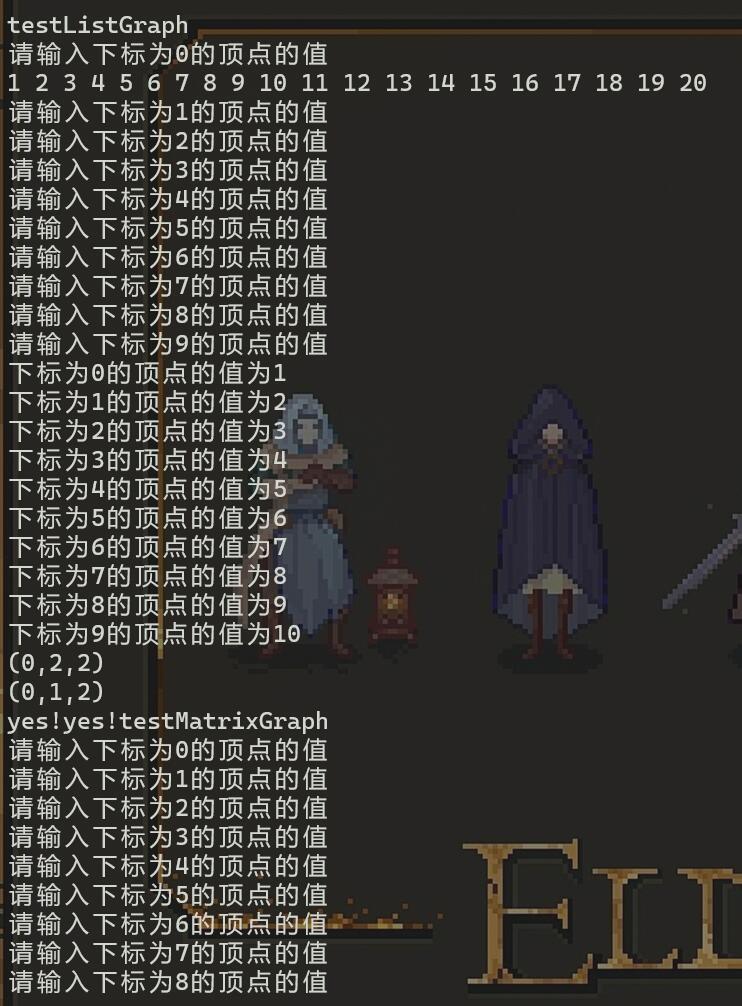 testListGraph
请输入下标为0的顶点的值
1 2 3 4 5 6 7 8 9 10 11 12 13 14 15 16 17 18 19 20
请输入下标为1的顶点的值
请输入下标为2的顶点的值
请输入下标为3的顶点的值
请输入下标为4的顶点的值
请输入下标为5的顶点的值
请输入下标为6的顶点的值
请输入下标为7的顶点的值
请输入下标为8的顶点的值
请输入下标为9的顶点的值
下标为0的顶点的值为1
下标为1的顶点的值为2
下标为2的顶点的值为3
下标为3的顶点的值为4
下标为4的顶点的值为5
下标为5的顶点的值为6
下标为6的顶点的值为7
下标为7的顶点的值为8
下标为8的顶点的值为9
下标为9的顶点的值为10
(0,2,2)
(0,1,2)
yes!yes!testMatrixGraph
请输入下标为0的顶点的值
请输入下标为1的顶点的值
请输入下标为2的顶点的值
请输入下标为3的顶点的值
请输入下标为4的顶点的值
请输入下标为5的顶点的值
请输入下标为6的顶点的值
请输入下标为7的顶点的值
请输入下标为8的顶点的值